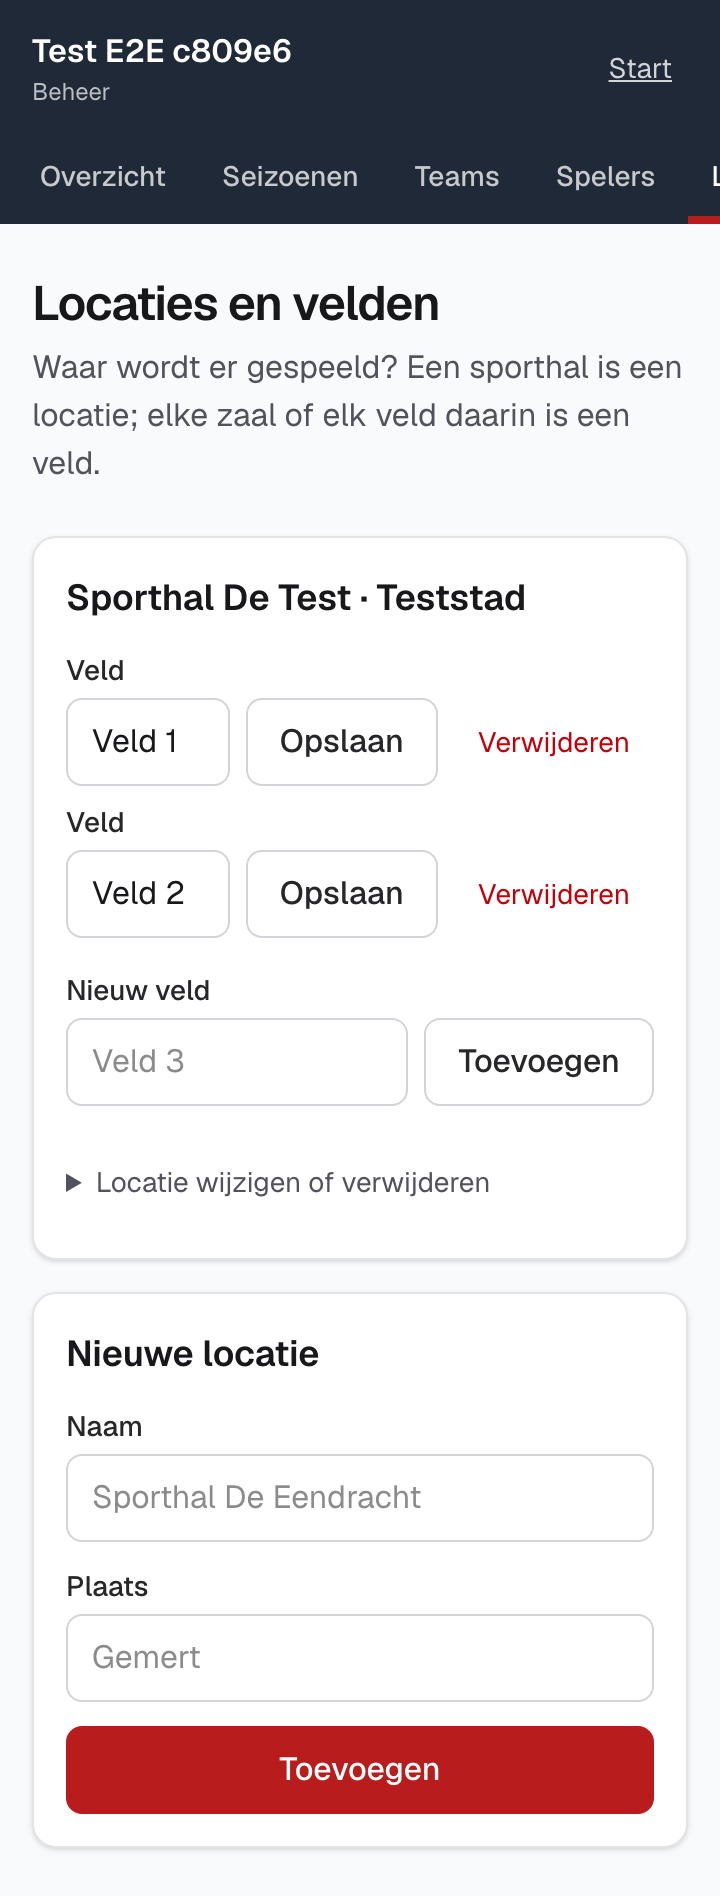 Test E2E c809e6
Beheer
Start
Overzicht Seizoenen Teams Spelers L
Locaties en velden
Waar wordt er gespeeld? Een sporthal is een
locatie; elke zaal of elk veld daarin is een
veld.
Sporthal De Test · Teststad
Veld
Veld 1 Opslaan Verwijderen
Veld
Veld 2 Opslaan Verwijderen
Nieuw veld
Veld 3 Toevoegen
▶ Locatie wijzigen of verwijderen
Nieuwe locatie
Naam
Sporthal De Eendracht
Plaats
Gemert
Toevoegen